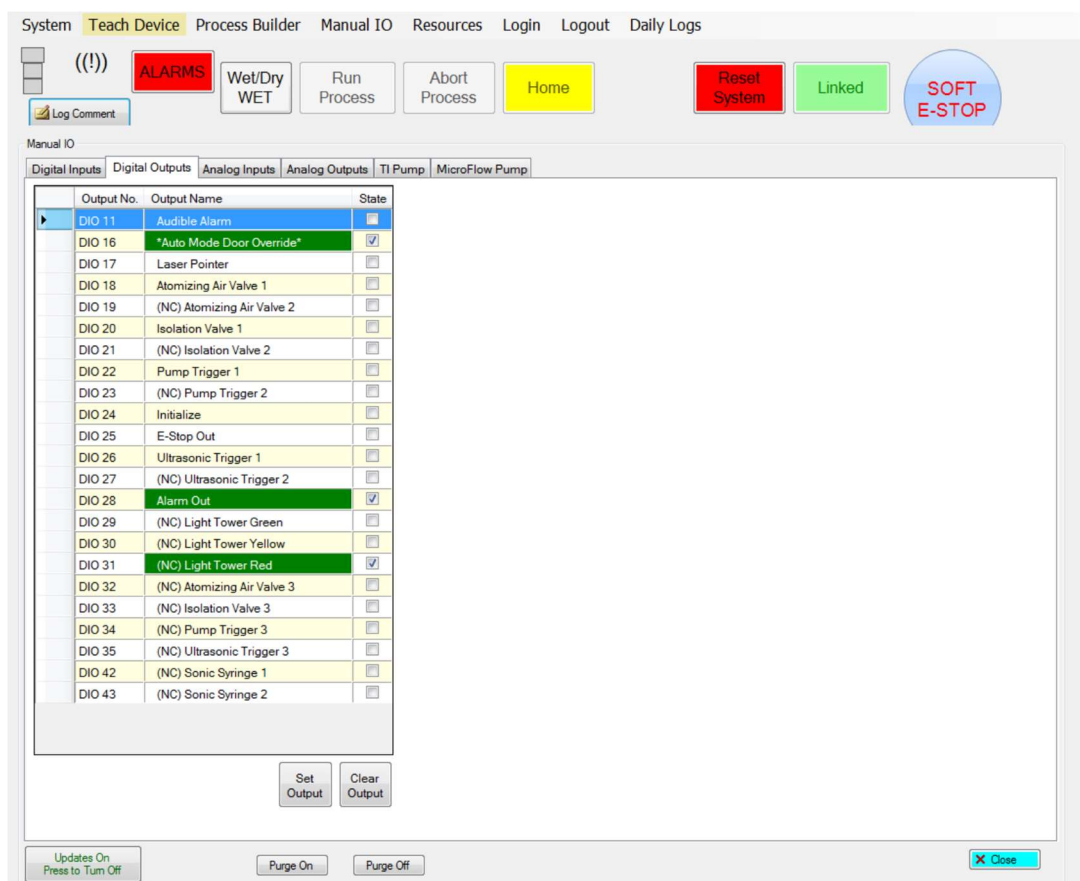 System Teach Device Process Builder Manual IO Resources Login Logout Daily Logs
((!))
ALARMS
Wet/Dry
WET
Run
Process
Abort
Process
Home
Reset
System
Linked
SOFT
E-STOP
Log Comment
Manual IO
Digital Inputs Digital Outputs Analog Inputs Analog Outputs TI Pump MicroFlow Pump
Output No. Output Name State
DIO 11 Audible Alarm
DIO 16 *Auto Mode Door Override*
DIO 17 Laser Pointer
DIO 18 Atomizing Air Valve 1
DIO 19 (NC) Atomizing Air Valve 2
DIO 20 Isolation Valve 1
DIO 21 (NC) Isolation Valve 2
DIO 22 Pump Trigger 1
DIO 23 (NC) Pump Trigger 2
DIO 24 Initialize
DIO 25 E-Stop Out
DIO 26 Ultrasonic Trigger 1
DIO 27 (NC) Ultrasonic Trigger 2
DIO 28 Alarm Out
DIO 29 (NC) Light Tower Green
DIO 30 (NC) Light Tower Yellow
DIO 31 (NC) Light Tower Red
DIO 32 (NC) Atomizing Air Valve 3
DIO 33 (NC) Isolation Valve 3
DIO 34 (NC) Pump Trigger 3
DIO 35 (NC) Ultrasonic Trigger 3
DIO 42 (NC) Sonic Syringe 1
DIO 43 (NC) Sonic Syringe 2
Set
Output
Clear
Output
Updates On
Press to Turn Off
Purge On
Purge Off
Close